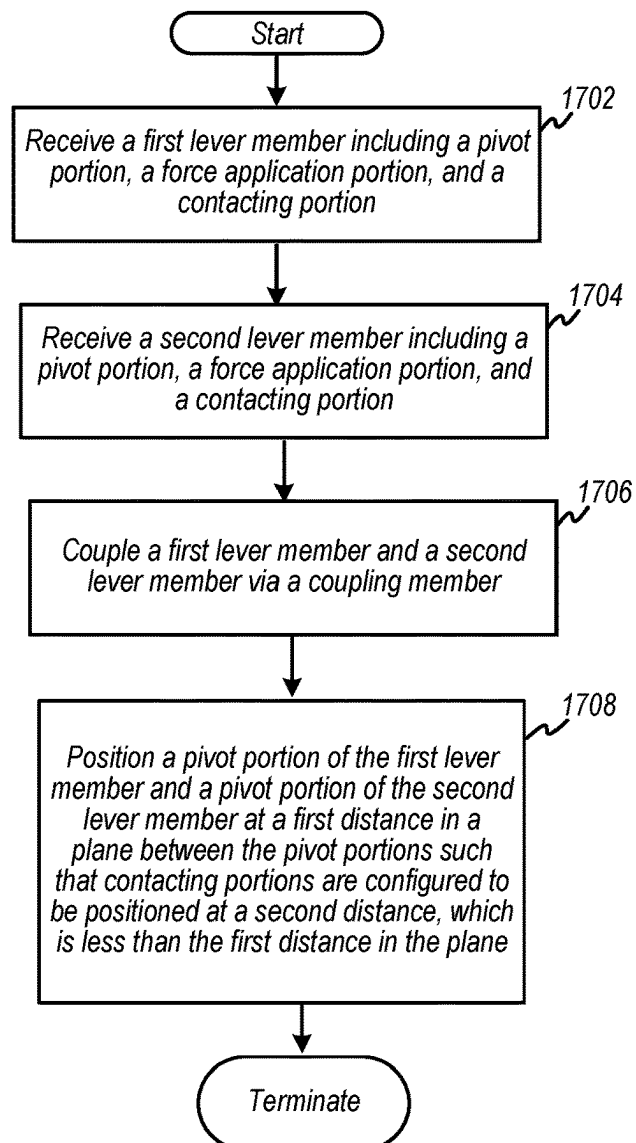 Start
1702
Receive a first lever member including a pivot
portion, a force application portion, and a
contacting portion
1704
Receive a second lever member including a
pivot portion, a force application portion, and
a contacting portion
1706
Couple a first lever member and a second
lever member via a coupling member
1708
Position a pivot portion of the first lever
member and a pivot portion of the second
lever member at a first distance in a
plane between the pivot portions such
that contacting portions are configured to
be positioned at a second distance, which
is less than the first distance in the plane
Terminate